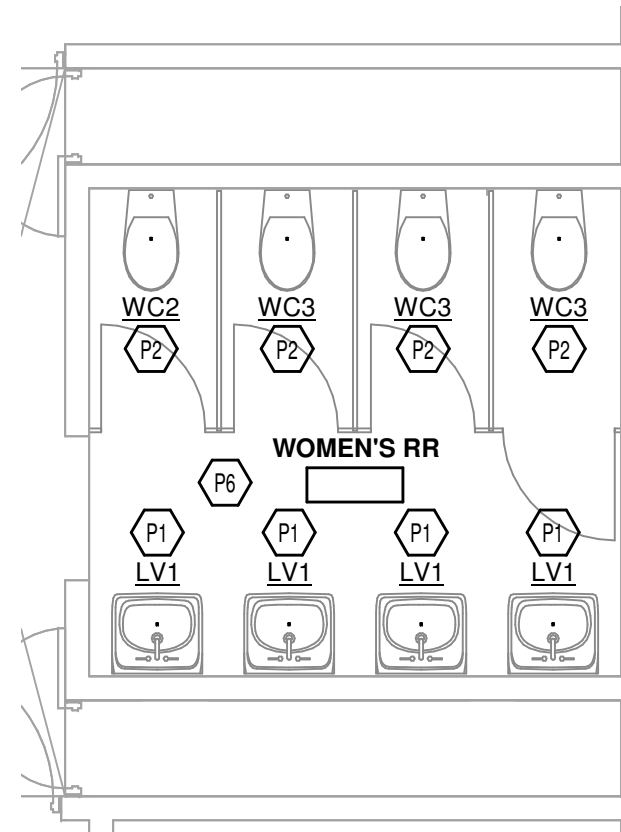 WC2 WC3 WC3 WC3
P2 P2 P2 P2
WOMEN'S RR
P6
P1 P1 P1 P1
LV1 LV1 LV1 LV1